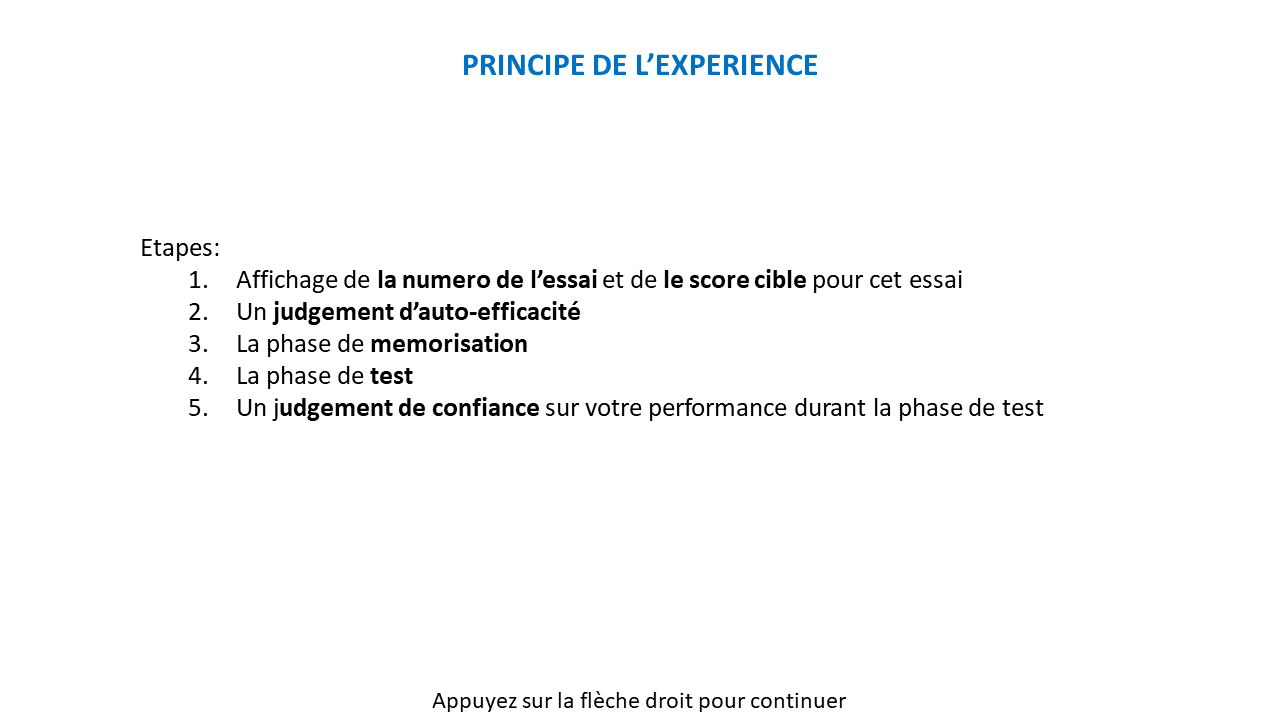 PRINCIPE DE L’EXPERIENCE
Etapes:
1. Affichage de la numero de l’essai et de le score cible pour cet essai
2. Un judgement d’auto-efficacité
3. La phase de memorisation
4. La phase de test
5. Un judgement de confiance sur votre performance durant la phase de test
Appuyez sur la flèche droit pour continuer